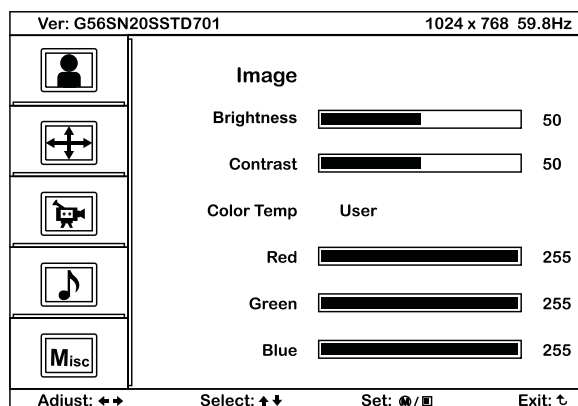 Ver: G56SN20SSTD701 1024 x 768 59.8Hz
Image
Brightness 50
Contrast 50
Color Temp User
Red 255
Green 255
Blue 255
Misc
Adjust: Select: Set: M/ Exit: